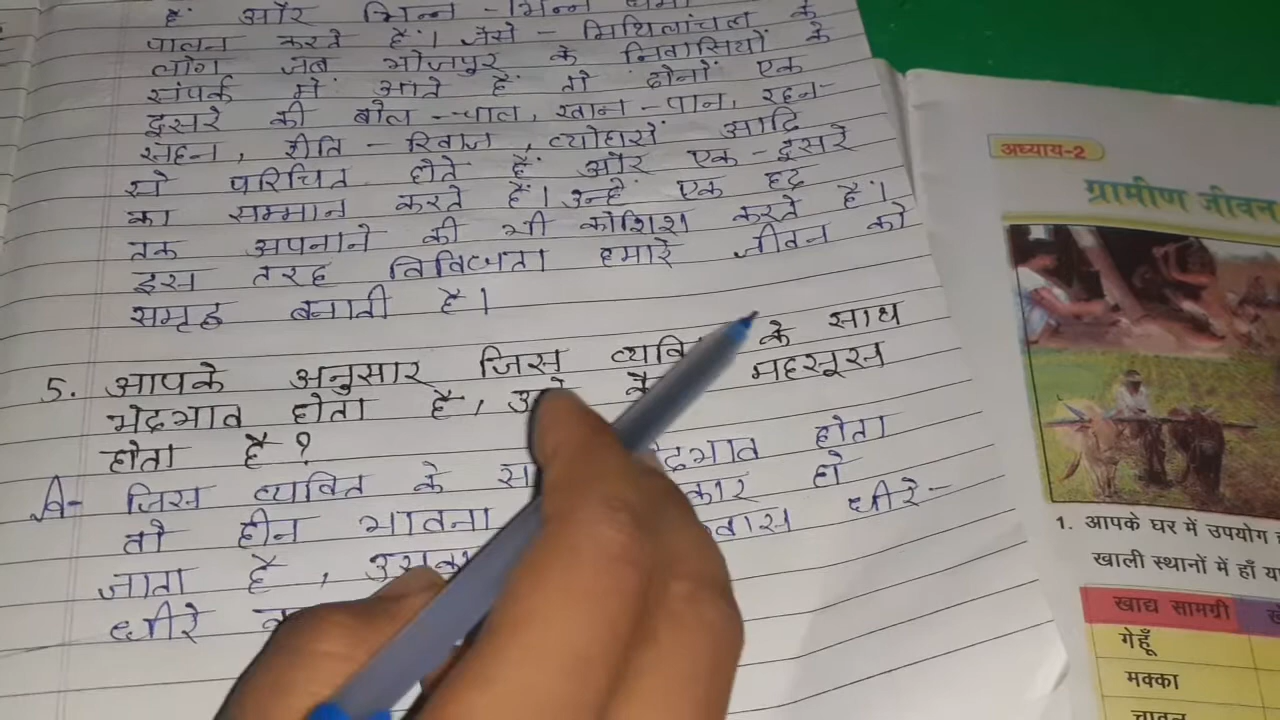 हैं और भिन्न-भिन्न
पालन करते हैं। जैसे - मिथिलांचल के
लोग जब भोजपुर के निवासियों के
संपर्क में आते हैं तो दोनों एक
दूसरे की बोल-चाल, खान-पान, रहन-
सहन, रीति-रिवाज, त्योहारों आदि
से परिचित होते हैं और एक-दूसरे
का सम्मान करते हैं। उन्हें एक हद
तक अपनाने की भी कोशिश करते हैं।
इस तरह विविधता हमारे जीवन को
समृद्ध बनाती है।
5. आपके अनुसार जिस के साथ
भेदभाव होता है, महसूस
होता है?
A- जिस व्यक्ति के होता
तो हीन भावना हो
जाता है, धीरे-
धीरे
अध्याय-2
ग्रामीण जीवन
1. आपके घर में उपयोग
खाली स्थानों में हाँ
खाद्य सामग्री
गेहूँ
मक्का
चावल